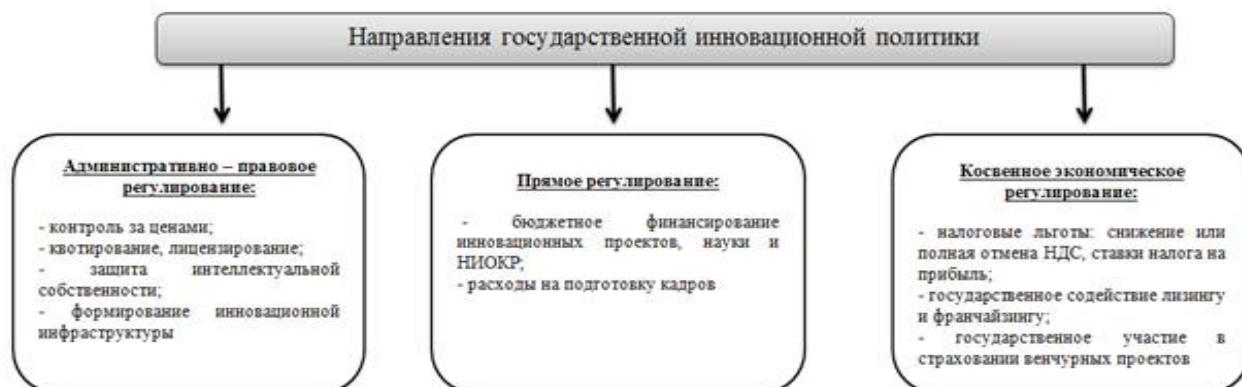 Направления государственной инновационной политики
Административно – правовое
регулирование:
- контроль за ценами;
- квотирование, лицензирование;
- защита интеллектуальной
собственности;
- формирование инновационной
инфраструктуры
Прямое регулирование:
- бюджетное финансирование
инновационных проектов, науки и
НИОКР;
- расходы на подготовку кадров
Косвенное экономическое
регулирование:
- налоговые льготы: снижение или
полная отмена НДС, ставки налога на
прибыль;
- государственное содействие лизингу
и франчайзингу;
- государственное участие в
страховании венчурных проектов